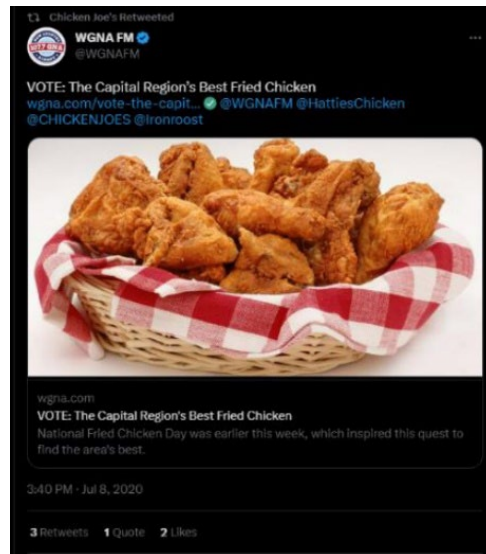 Chicken Joe's Retweeted
WGNA FM
@WGNAFM
VOTE: The Capital Region's Best Fried Chicken
wgna.com/vote-the-capit... @WGNAFM @HattiesChicken
@CHICKENJOES @Ironroost
wgna.com
VOTE: The Capital Region's Best Fried Chicken
National Fried Chicken Day was earlier this week, which inspired this quest to
find the area's best.
3:40 PM · Jul 8, 2020
3 Retweets 1 Quote 2 Likes